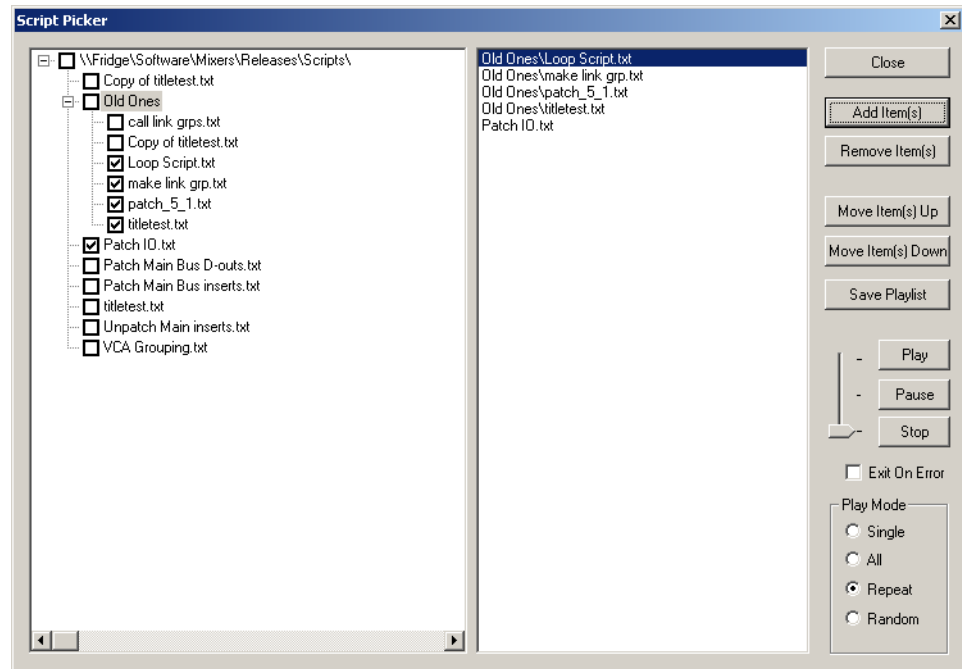 Script Picker
\\Fridge\Software\Mixers\Releases\Scripts\
Copy of titletest.txt
Old Ones
call link grps.txt
Copy of titletest.txt
Loop Script.txt
make link grp.txt
patch_5_1.txt
titletest.txt
Patch IO.txt
Patch Main Bus D-outs.txt
Patch Main Bus inserts.txt
titletest.txt
Unpatch Main inserts.txt
VCA Grouping.txt
Old Ones\Loop Script.txt
Old Ones\make link grp.txt
Old Ones\patch_5_1.txt
Old Ones\titletest.txt
Patch IO.txt
Close
Add Item(s)
Remove Item(s)
Move Item(s) Up
Move Item(s) Down
Save Playlist
Play
Pause
Stop
Exit On Error
Play Mode
Single
All
Repeat
Random